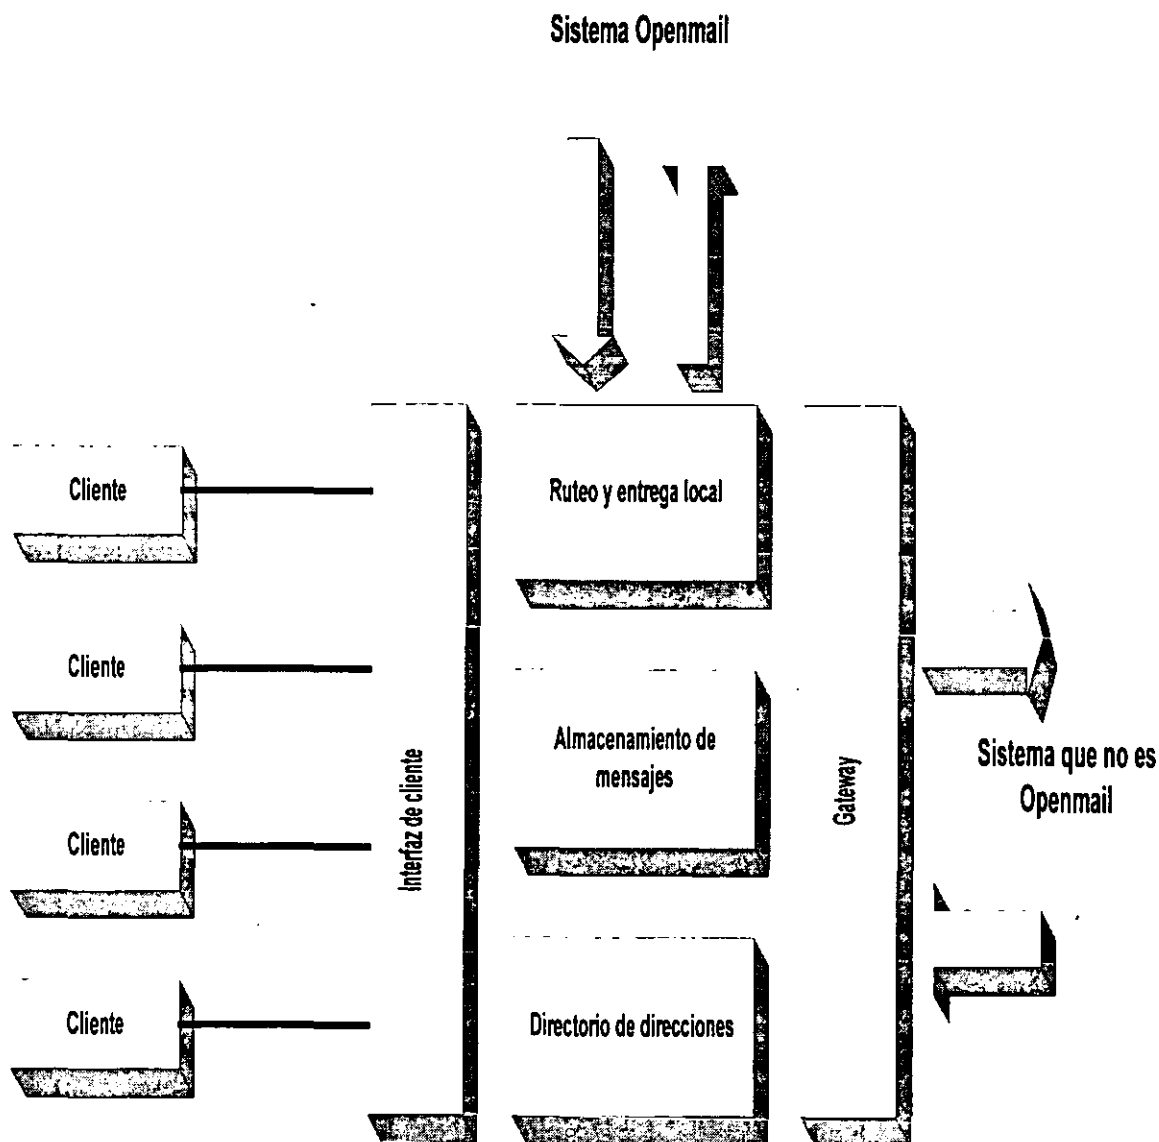 Sistema Openmail
Cliente
Cliente
Cliente
Cliente
Interfaz de cliente
Ruteo y entrega local
Almacenamiento de
mensajes
Directorio de direcciones
Gateway
Sistema que no es
Openmail